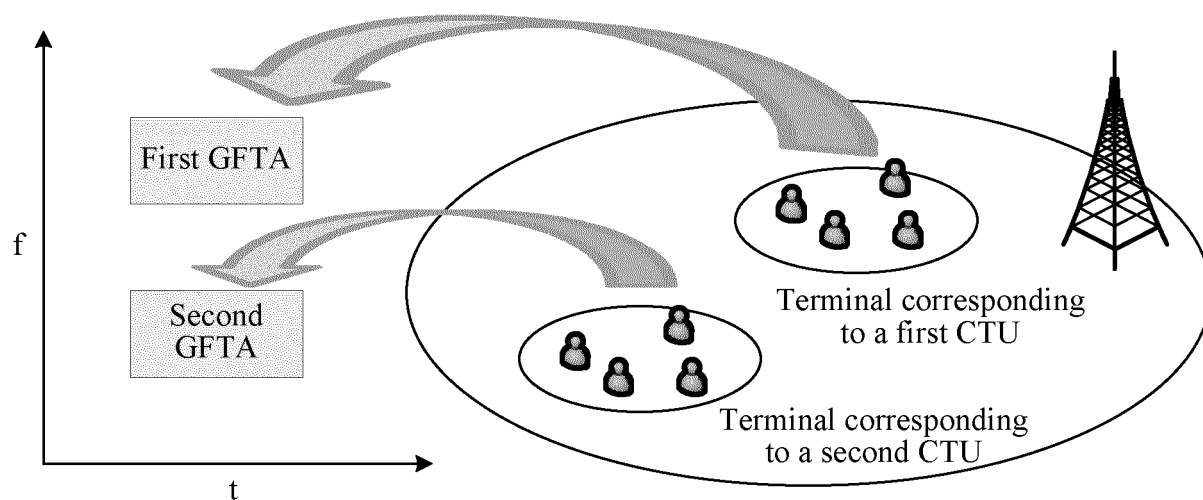 First GFTA
f
Second
GFTA
t
Terminal corresponding
to a first CTU
Terminal corresponding
to a second CTU